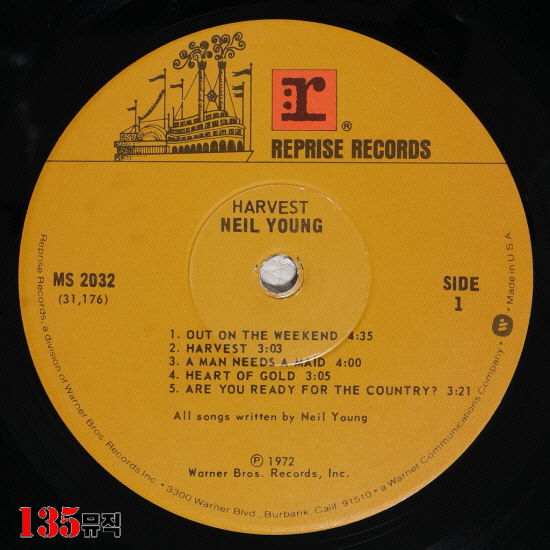 r
®
REPRISE RECORDS
HARVEST
NEIL YOUNG
MS 2032
(31,176)
SIDE
1
1. OUT ON THE WEEKEND 4:35
2. HARVEST 3:03
3. A MAN NEEDS A MAID 4:00
4. HEART OF GOLD 3:05
5. ARE YOU READY FOR THE COUNTRY? 3:21
All songs written by Neil Young
℗ 1972
Warner Bros. Records, Inc.
Reprise Records, a division of Warner Bros. Records Inc. • 3300 Warner Blvd., Burbank, Calif. 91510 • a Warner Communications Company • Made in U S A
135뮤직